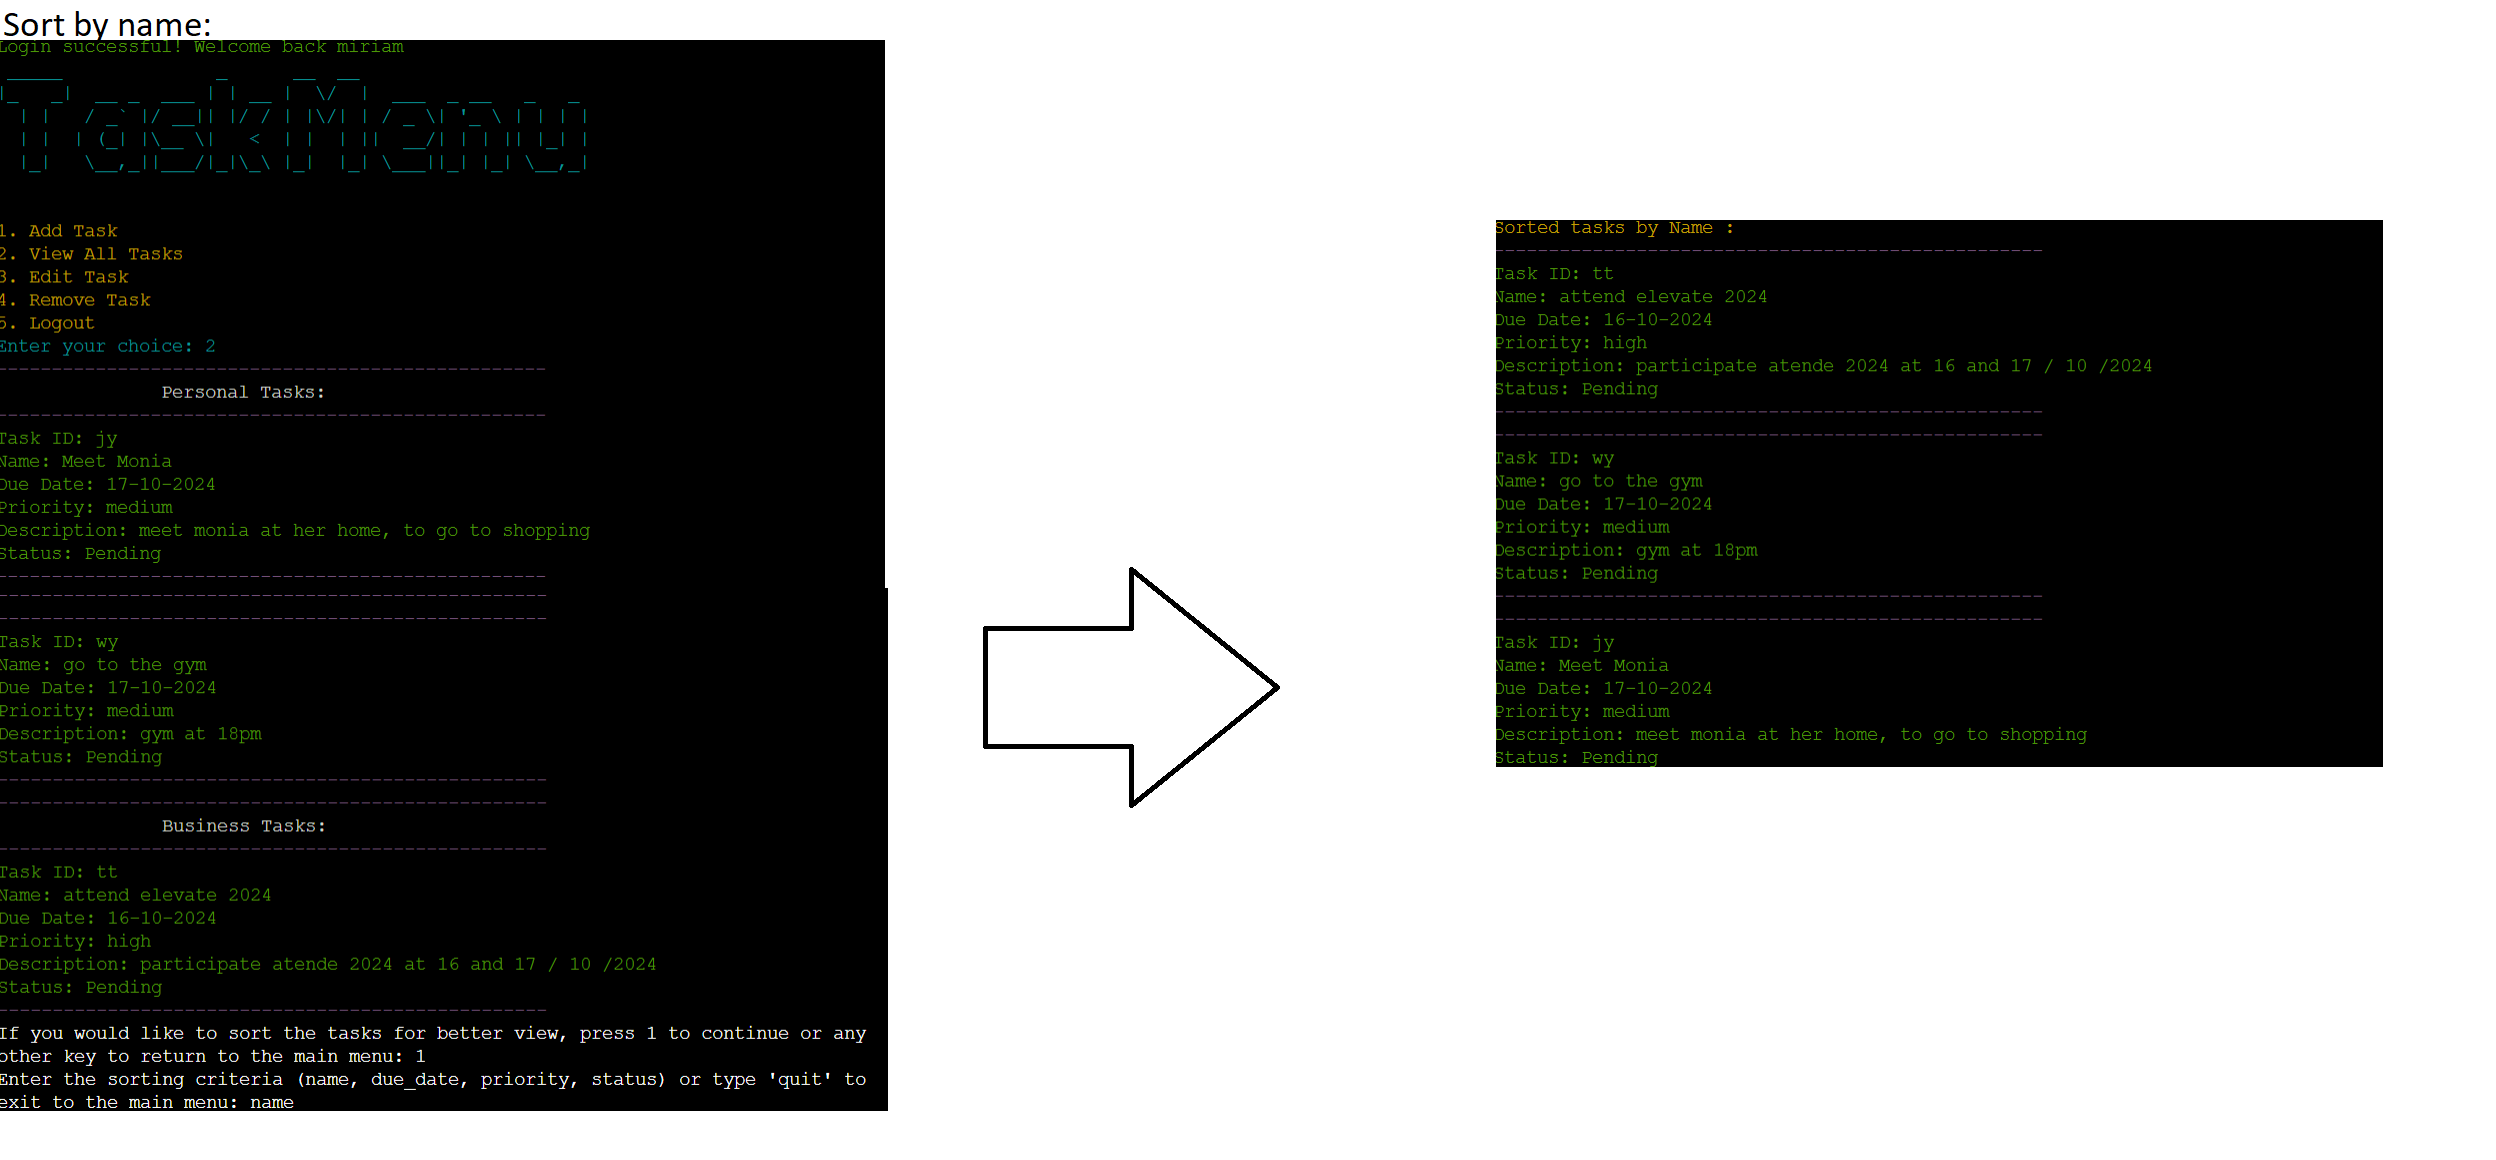 Sort by name:
Login successful! Welcome back miriam
TaskMenu
1. Add Task
2. View All Tasks
3. Edit Task
4. Remove Task
5. Logout
Enter your choice: 2
--------------------------------------------------
Personal Tasks:
--------------------------------------------------
Task ID: jy
Name: Meet Monia
Due Date: 17-10-2024
Priority: medium
Description: meet monia at her home, to go to shopping
Status: Pending
--------------------------------------------------
--------------------------------------------------
--------------------------------------------------
Task ID: wy
Name: go to the gym
Due Date: 17-10-2024
Priority: medium
Description: gym at 18pm
Status: Pending
--------------------------------------------------
--------------------------------------------------
Business Tasks:
--------------------------------------------------
Task ID: tt
Name: attend elevate 2024
Due Date: 16-10-2024
Priority: high
Description: participate atende 2024 at 16 and 17 / 10 /2024
Status: Pending
--------------------------------------------------
If you would like to sort the tasks for better view, press 1 to continue or any
other key to return to the main menu: 1
Enter the sorting criteria (name, due_date, priority, status) or type 'quit' to
exit to the main menu: name
Sorted tasks by Name :
--------------------------------------------------
Task ID: tt
Name: attend elevate 2024
Due Date: 16-10-2024
Priority: high
Description: participate atende 2024 at 16 and 17 / 10 /2024
Status: Pending
--------------------------------------------------
--------------------------------------------------
Task ID: wy
Name: go to the gym
Due Date: 17-10-2024
Priority: medium
Description: gym at 18pm
Status: Pending
--------------------------------------------------
--------------------------------------------------
Task ID: jy
Name: Meet Monia
Due Date: 17-10-2024
Priority: medium
Description: meet monia at her home, to go to shopping
Status: Pending